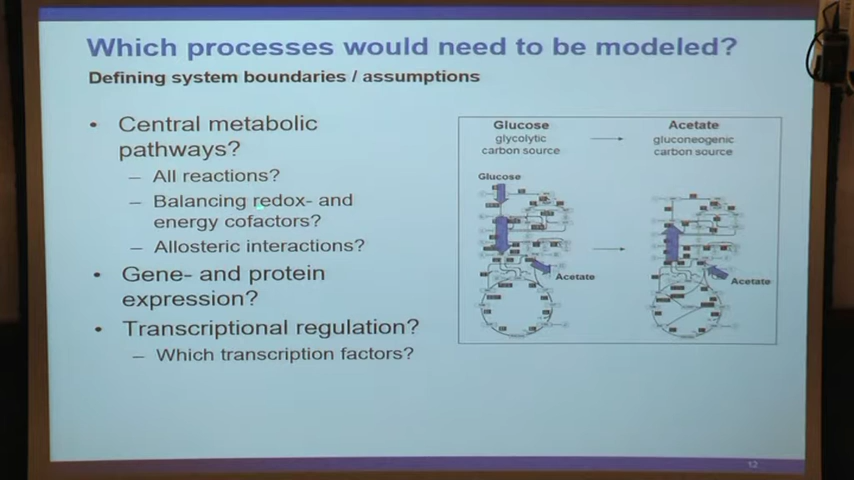 Which processes would need to be modeled?
Defining system boundaries / assumptions
• Central metabolic
pathways?
– All reactions?
– Balancing redox- and
energy cofactors?
– Allosteric interactions?
• Gene- and protein
expression?
• Transcriptional regulation?
– Which transcription factors?
Glucose
glycolytic
carbon source
Acetate
gluconeogenic
carbon source
Glucose
Acetate
Acetate
12